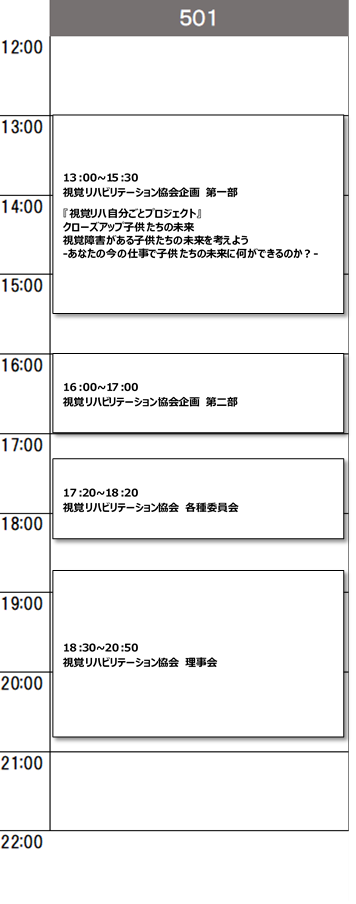 501
12:00
13:00
13:00~15:30
視覚リハビリテーション協会企画 第一部
14:00
『視覚リハ自分ごとプロジェクト』
クローズアップ子供たちの未来
視覚障害がある子供たちの未来を考えよう
-あなたの今の仕事で子供たちの未来に何ができるのか？-
15:00
16:00
16:00~17:00
視覚リハビリテーション協会企画 第二部
17:00
17:20~18:20
視覚リハビリテーション協会 各種委員会
18:00
19:00
18:30~20:50
視覚リハビリテーション協会 理事会
20:00
21:00
22:00